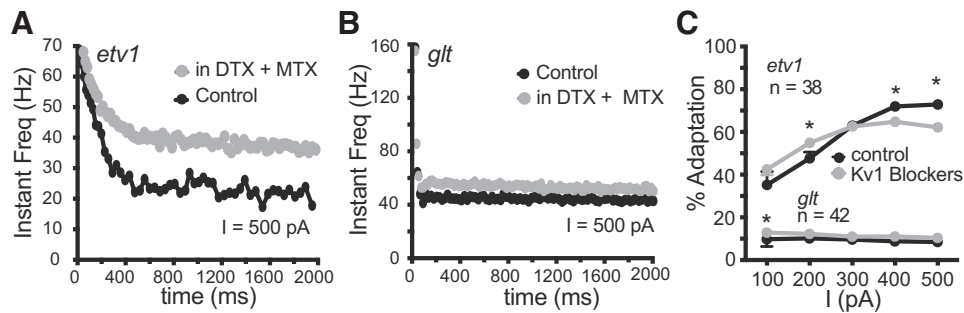 A
etv1
in DTX + MTX
Control
I = 500 pA
Instant Freq (Hz)
70
60
50
40
30
20
10
0
0 400 800 1200 1600 2000
time (ms)
B
glt
Control
in DTX + MTX
I = 500 pA
Instant Freq (Hz)
160
120
80
40
0
0 400 800 1200 1600 2000
time (ms)
C
etv1
n = 38
*
*
*
control
Kv1 Blockers
glt
n = 42
*
% Adaptation
100
80
60
40
20
0
100 200 300 400 500
I (pA)